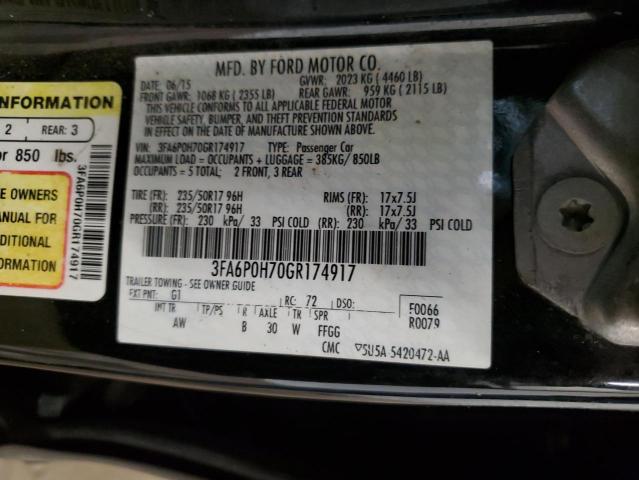 MFD. BY FORD MOTOR CO.
DATE: 06/15 GVWR: 2023 KG ( 4460 LB)
FRONT GAWR: 1068 KG ( 2355 LB) REAR GAWR: 959 KG ( 2115 LB)
THIS VEHICLE CONFORMS TO ALL APPLICABLE FEDERAL MOTOR
VEHICLE SAFETY, BUMPER, AND THEFT PREVENTION STANDARDS
IN EFFECT ON THE DATE OF MANUFACTURE SHOWN ABOVE.
VIN: 3FA6P0H70GR174917 TYPE: Passenger Car
MAXIMUM LOAD = OCCUPANTS + LUGGAGE = 385KG/ 850LB
OCCUPANTS = 5 TOTAL; 2 FRONT, 3 REAR
TIRE (FR): 235/50R17 96H RIMS (FR): 17x7.5J
(RR): 235/50R17 96H (RR): 17x7.5J
PRESSURE (FR): 230 kPa/ 33 PSI COLD (RR): 230 kPa/ 33 PSI COLD
3FA6P0H70GR174917
TRAILER TOWING - SEE OWNER GUIDE
EXT PNT: G1 RC: 72 DSO: F0066
INT TR TP/PS R AXLE TR SPR R0079
AW B 30 W FFGG
CMC 5U5A 5420472-AA
INFORMATION
2 REAR: 3
or 850 lbs.
3FA6P0H70GR174917
E OWNERS
ANUAL FOR
DDITIONAL
FORMATION